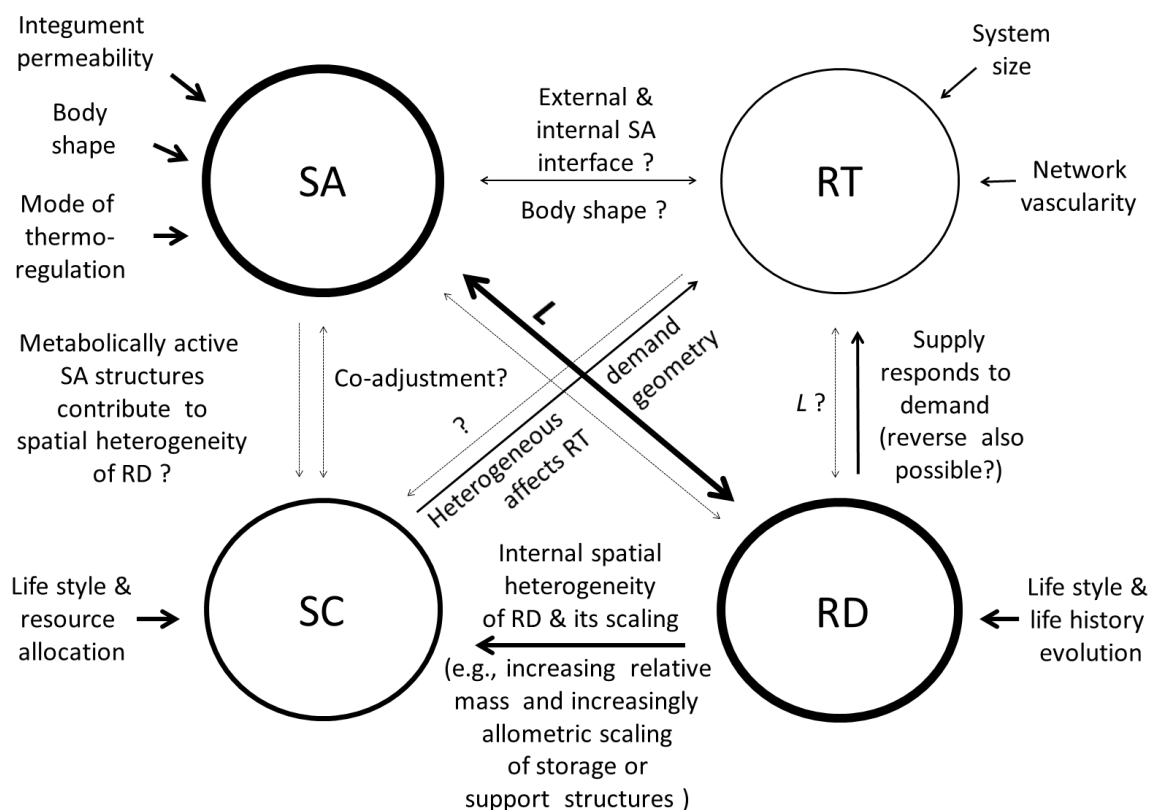 Integument
permeability
Body
shape
Mode of
thermo-
regulation
SA
External &
internal SA
interface ?
Body shape ?
RT
System
size
Network
vascularity
Metabolically active
SA structures
contribute to
spatial heterogeneity
of RD ?
Co-adjustment?
L
?
Heterogeneous demand
affects RT geometry
L ?
Supply
responds to
demand
(reverse also
possible?)
Life style &
resource
allocation
SC
Internal spatial
heterogeneity
of RD & its scaling
(e.g., increasing relative
mass and increasingly
allometric scaling
of storage or
support structures )
RD
Life style &
life history
evolution